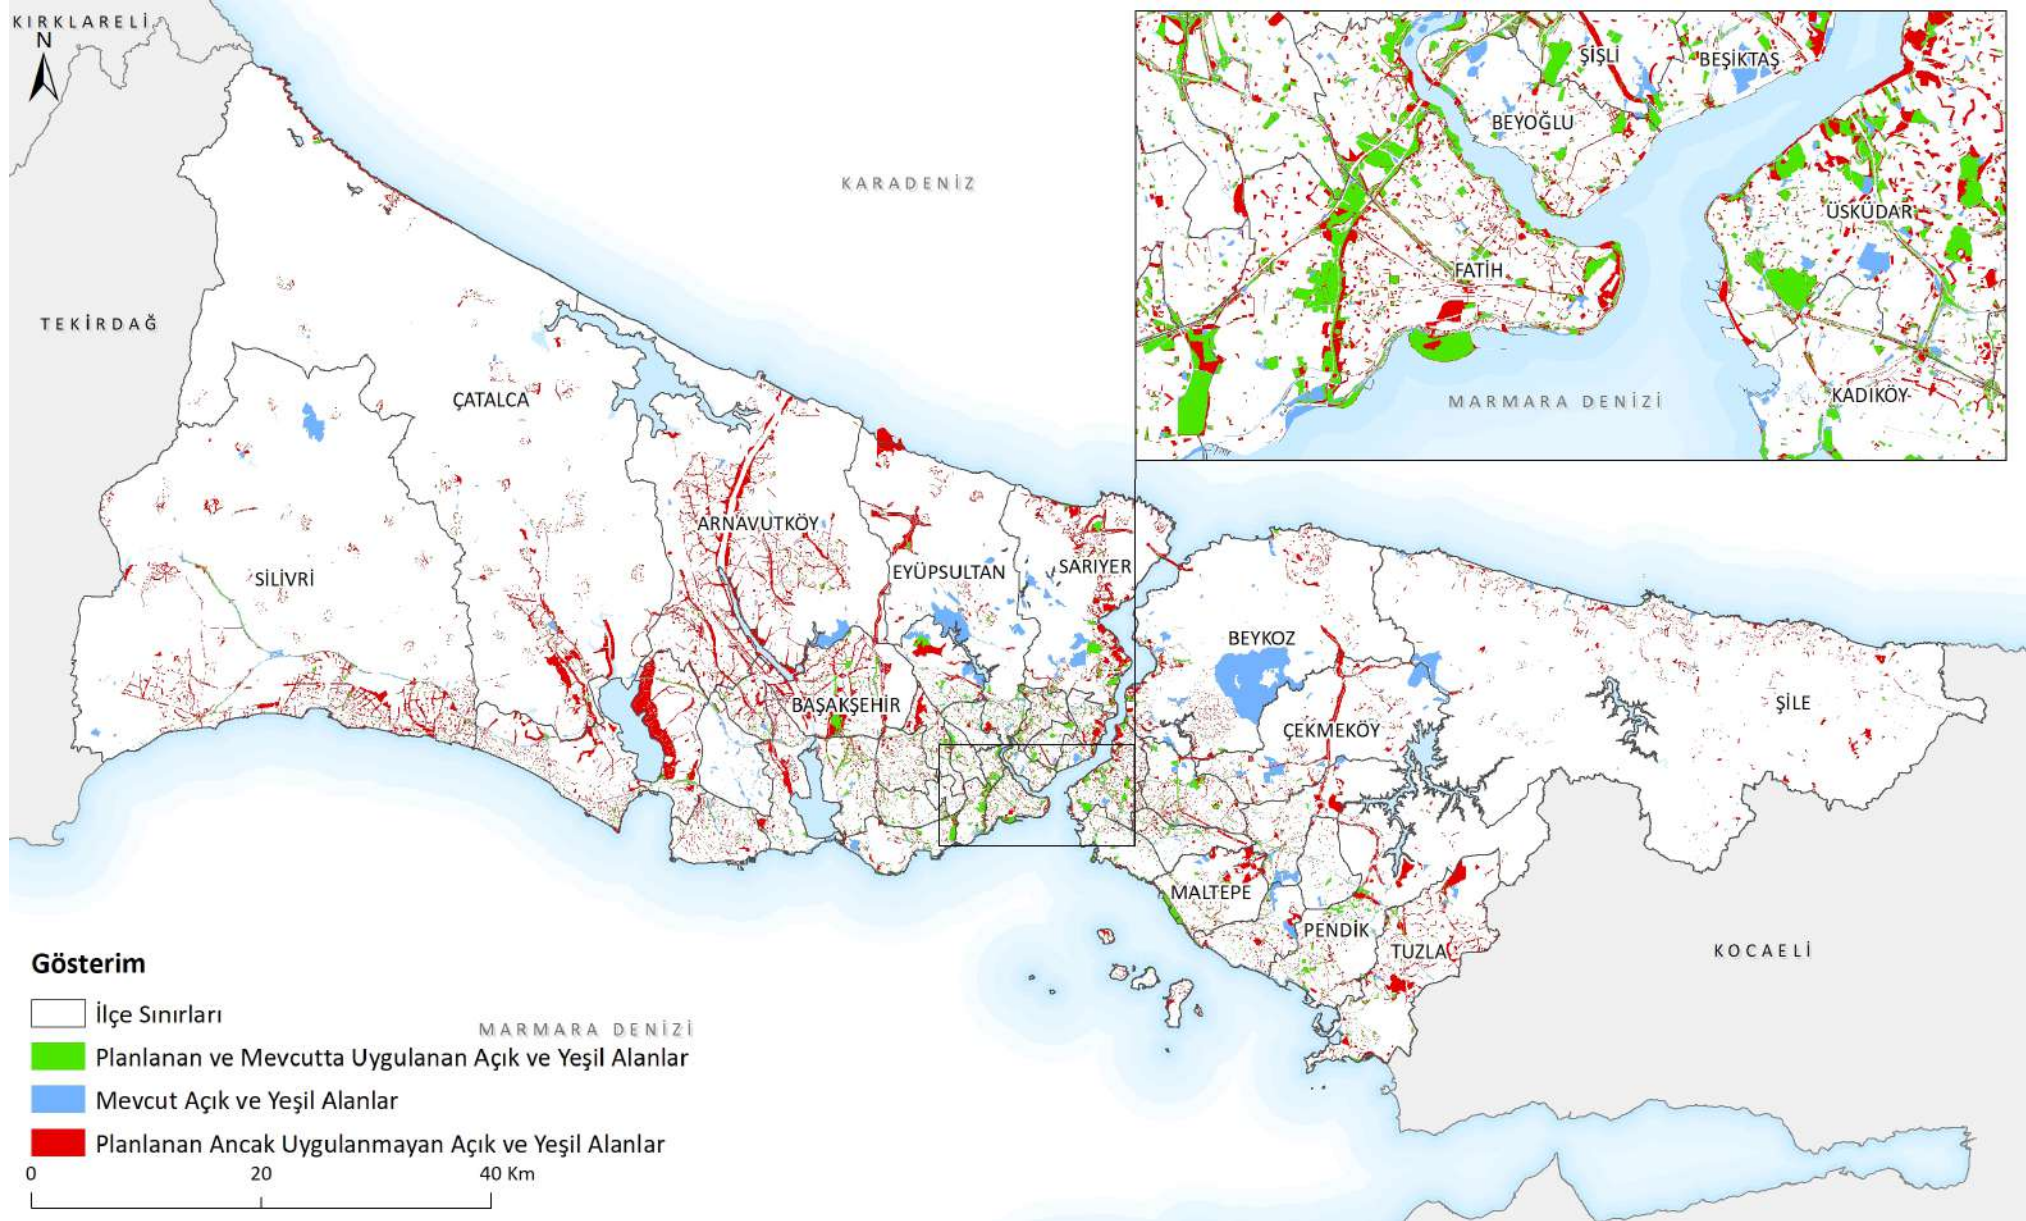 KIRKLARELİ
N
KARADENİZ
TEKİRDAĞ
ÇATALCA
SİLİVRİ
ARNAVUTKÖY
EYÜPSULTAN
SARIYER
BAŞAKŞEHİR
BEYKOZ
ÇEKMEKÖY
ŞİLE
MALTEPE
PENDİK
TUZLA
KOCAELİ
MARMARA DENİZİ
ŞİŞLİ
BEŞİKTAŞ
BEYOĞLU
ÜSKÜDAR
FATİH
KADIKÖY
MARMARA DENİZİ
Gösterim
İlçe Sınırları
Planlanan ve Mevcutta Uygulanan Açık ve Yeşil Alanlar
Mevcut Açık ve Yeşil Alanlar
Planlanan Ancak Uygulanmayan Açık ve Yeşil Alanlar
0 20 40 Km